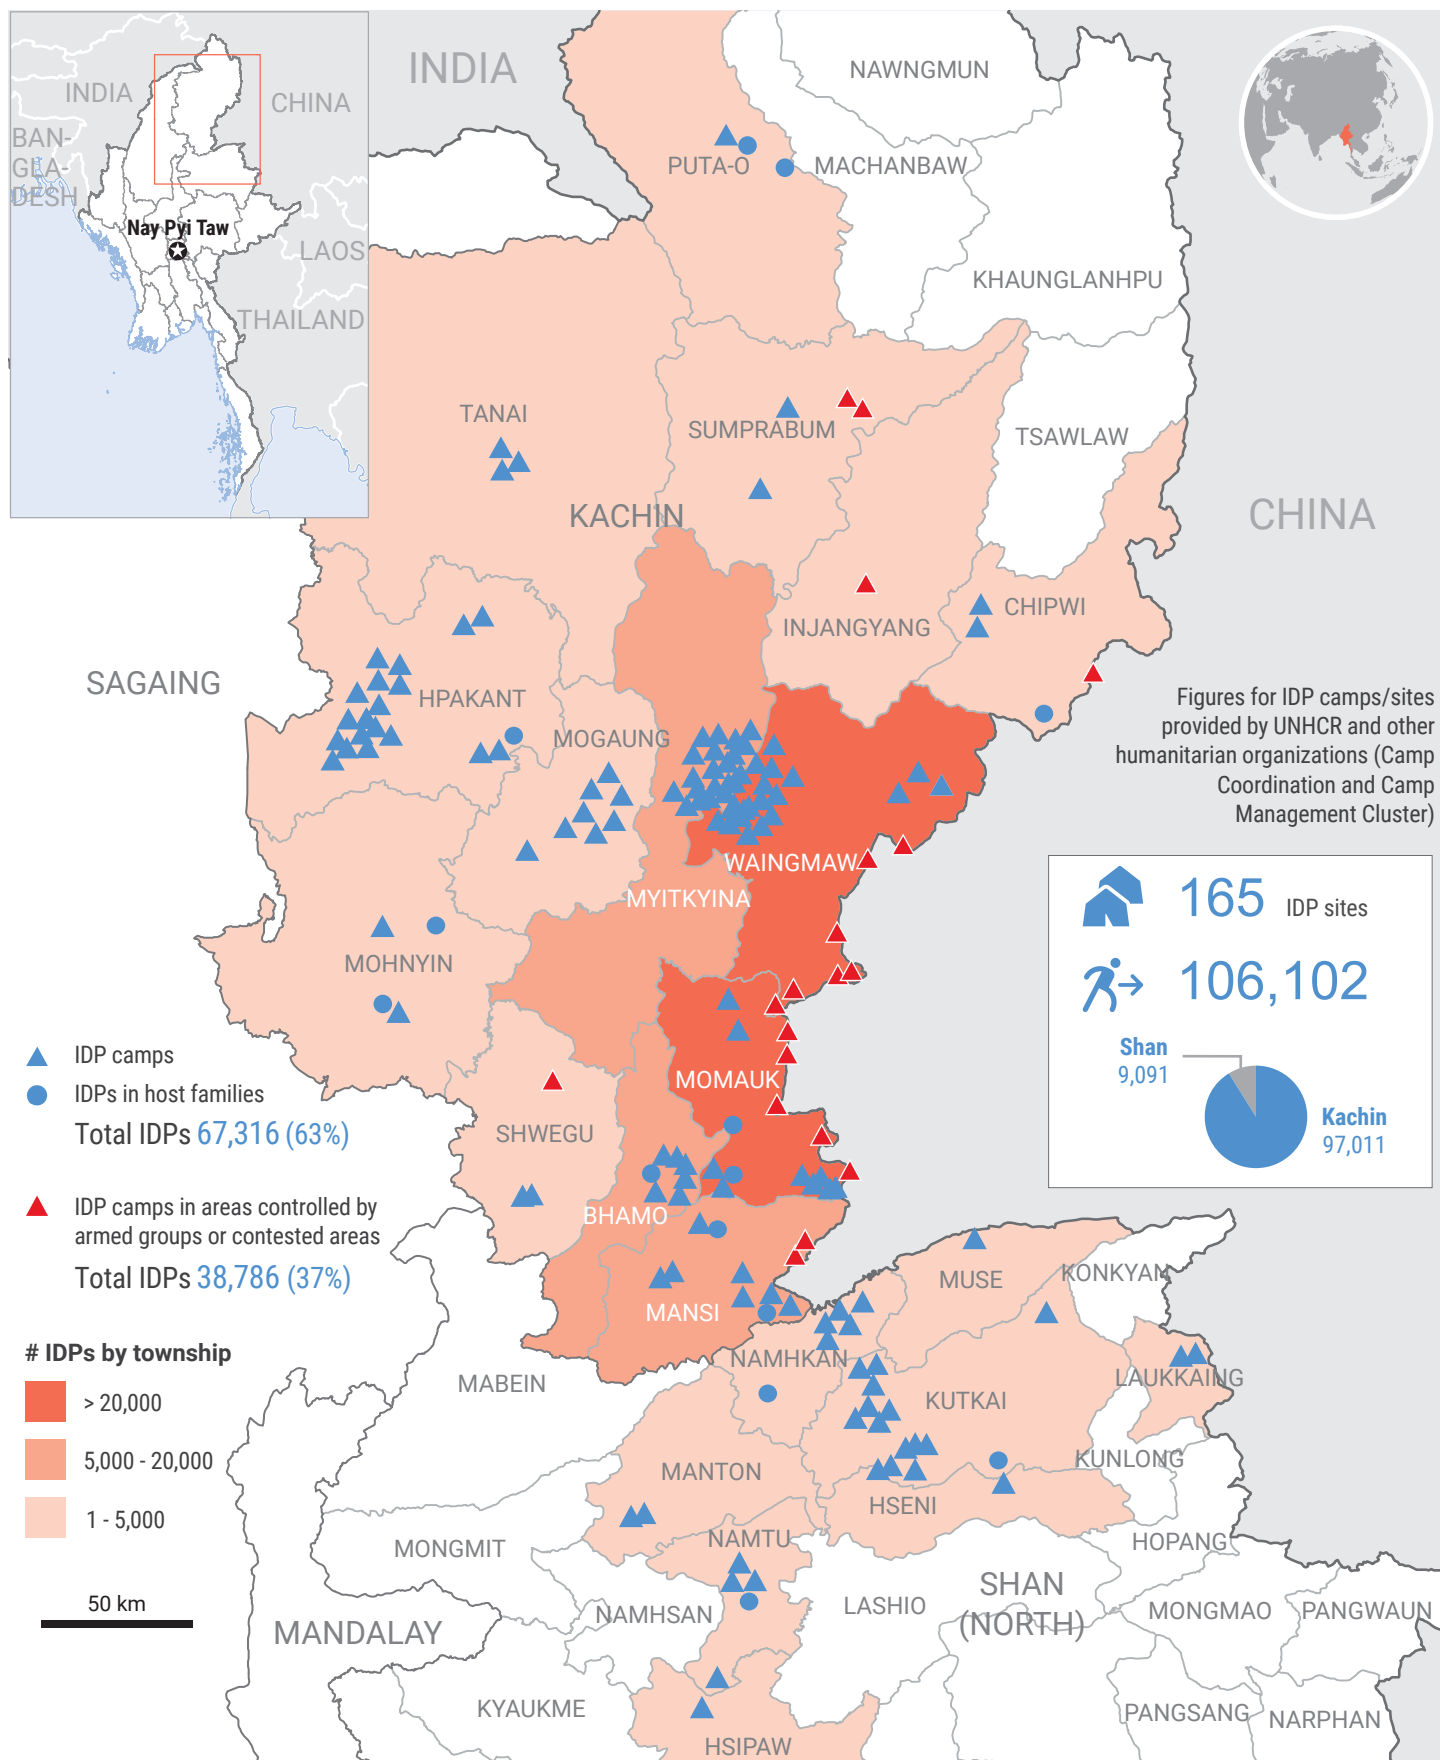 INDIA
CHINA
BAN-
GLA-
DESH
Nay Pyi Taw
LAOS
THAILAND
INDIA
NAWNGMUN
PUTA-O
MACHANBAW
KHAUNGLANHPU
TANAI
SUMPRABUM
TSAWLAW
KACHIN
CHINA
CHIPWI
INJANGYANG
SAGAING
HPAKANT
MOGAUNG
Figures for IDP camps/sites
provided by UNHCR and other
humanitarian organizations (Camp
Coordination and Camp
Management Cluster)
WAINGMAW
MYITKYINA
165 IDP sites
106,102
Shan
9,091
Kachin
97,011
MOHNYIN
IDP camps
IDPs in host families
Total IDPs 67,316 (63%)
MOMAUK
SHWEGU
IDP camps in areas controlled by
armed groups or contested areas
Total IDPs 38,786 (37%)
BHAMO
MANSI
MUSE
KONKYAN
# IDPs by township
> 20,000
5,000 - 20,000
1 - 5,000
NAMHKAN
MABEIN
LAUKKAING
KUTKAI
KUNLONG
MANTON
HSENI
NAMTU
HOPANG
MONGMIT
50 km
SHAN
(NORTH)
NAMHSAN
LASHIO
MONGMAO
PANGWAUN
MANDALAY
KYAUKME
PANGSANG
NARPHAN
HSIPAW